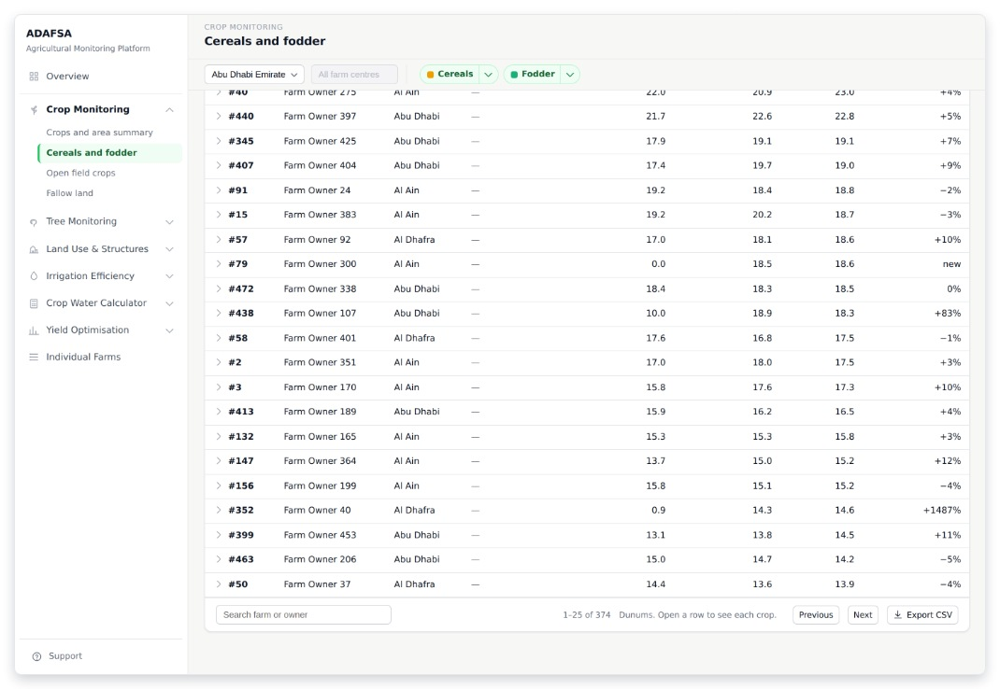 ADAFSA
Agricultural Monitoring Platform
Overview
Crop Monitoring
Crops and area summary
Cereals and fodder
Open field crops
Fallow land
Tree Monitoring
Land Use & Structures
Irrigation Efficiency
Crop Water Calculator
Yield Optimisation
Individual Farms
Support
CROP MONITORING
Cereals and fodder
Abu Dhabi Emirate All farm centres Cereals Fodder
#40 Farm Owner 275 Al Ain — 22.0 20.9 23.0 +4%
#440 Farm Owner 397 Abu Dhabi — 21.7 22.6 22.8 +5%
#345 Farm Owner 425 Abu Dhabi — 17.9 19.1 19.1 +7%
#407 Farm Owner 404 Abu Dhabi — 17.4 19.7 19.0 +9%
#91 Farm Owner 24 Al Ain — 19.2 18.4 18.8 −2%
#15 Farm Owner 383 Al Ain — 19.2 20.2 18.7 −3%
#57 Farm Owner 92 Al Dhafra — 17.0 18.1 18.6 +10%
#79 Farm Owner 300 Al Ain — 0.0 18.5 18.6 new
#472 Farm Owner 338 Abu Dhabi — 18.4 18.3 18.5 0%
#438 Farm Owner 107 Abu Dhabi — 10.0 18.9 18.3 +83%
#58 Farm Owner 401 Al Dhafra — 17.6 16.8 17.5 −1%
#2 Farm Owner 351 Al Ain — 17.0 18.0 17.5 +3%
#3 Farm Owner 170 Al Ain — 15.8 17.6 17.3 +10%
#413 Farm Owner 189 Abu Dhabi — 15.9 16.2 16.5 +4%
#132 Farm Owner 165 Al Ain — 15.3 15.3 15.8 +3%
#147 Farm Owner 364 Al Ain — 13.7 15.0 15.2 +12%
#156 Farm Owner 199 Al Ain — 15.8 15.1 15.2 −4%
#352 Farm Owner 40 Al Dhafra — 0.9 14.3 14.6 +1487%
#399 Farm Owner 453 Abu Dhabi — 13.1 13.8 14.5 +11%
#463 Farm Owner 206 Abu Dhabi — 15.0 14.7 14.2 −5%
#50 Farm Owner 37 Al Dhafra — 14.4 13.6 13.9 −4%
Search farm or owner 1–25 of 374 Dunums. Open a row to see each crop. Previous Next Export CSV